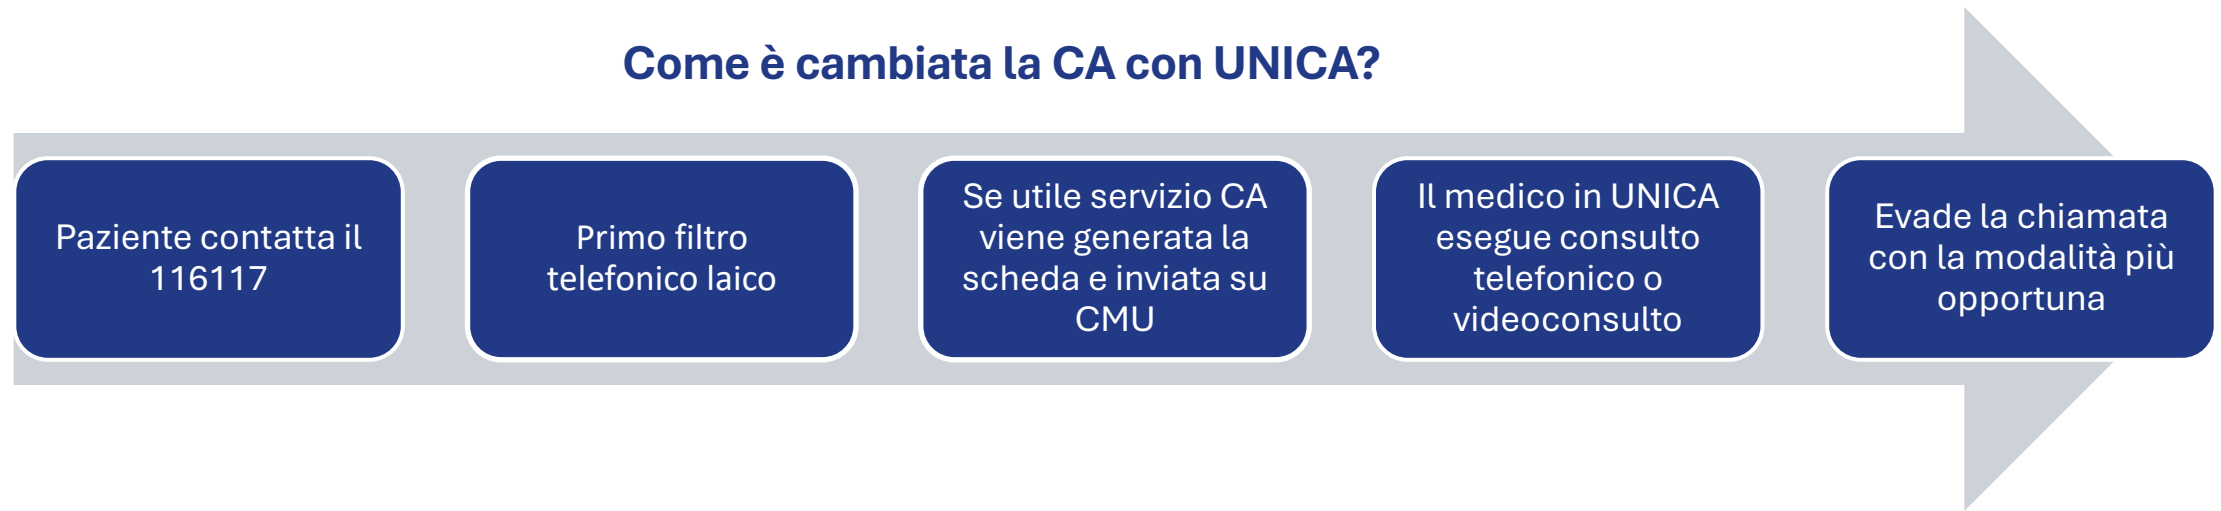 Come è cambiata la CA con UNICA?
Paziente contatta il
116117
Primo filtro
telefonico laico
Se utile servizio CA
viene generata la
scheda e inviata su
CMU
Il medico in UNICA
esegue consulto
telefonico o
videoconsulto
Evade la chiamata
con la modalità più
opportuna